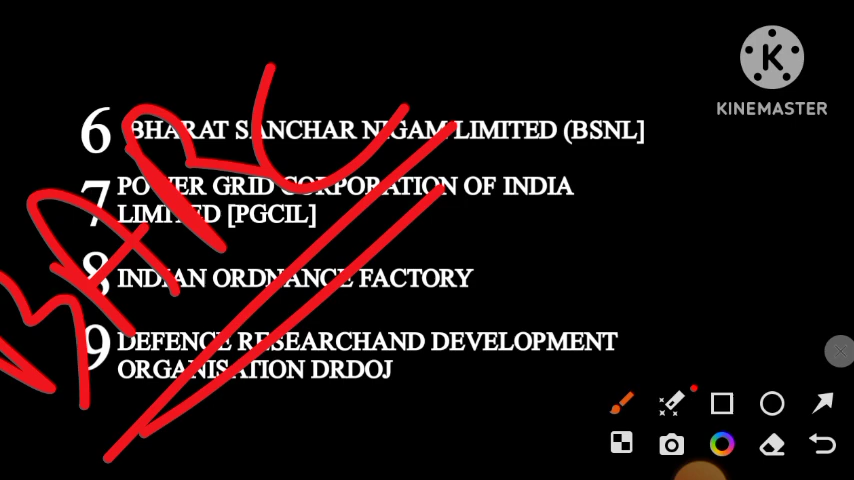 KINEMASTER
6 BHARAT SANCHAR NIGAM LIMITED (BSNL]
7 POWER GRID CORPORATION OF INDIA
LIMITED [PGCIL]
8 INDIAN ORDNANCE FACTORY
9 DEFENCE RESEARCHAND DEVELOPMENT
ORGANISATION DRDOJ
BARC